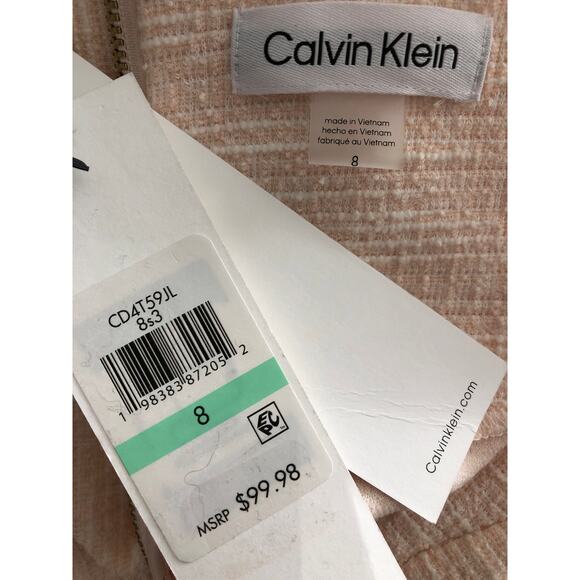 Calvin Klein
made in Vietnam
hecho en Vietnam
fabriqué au Vietnam
8
CD4T59JL
8s3
1 98383 87205 2
8
EPC
MSRP $99.98
Calvinklein.com